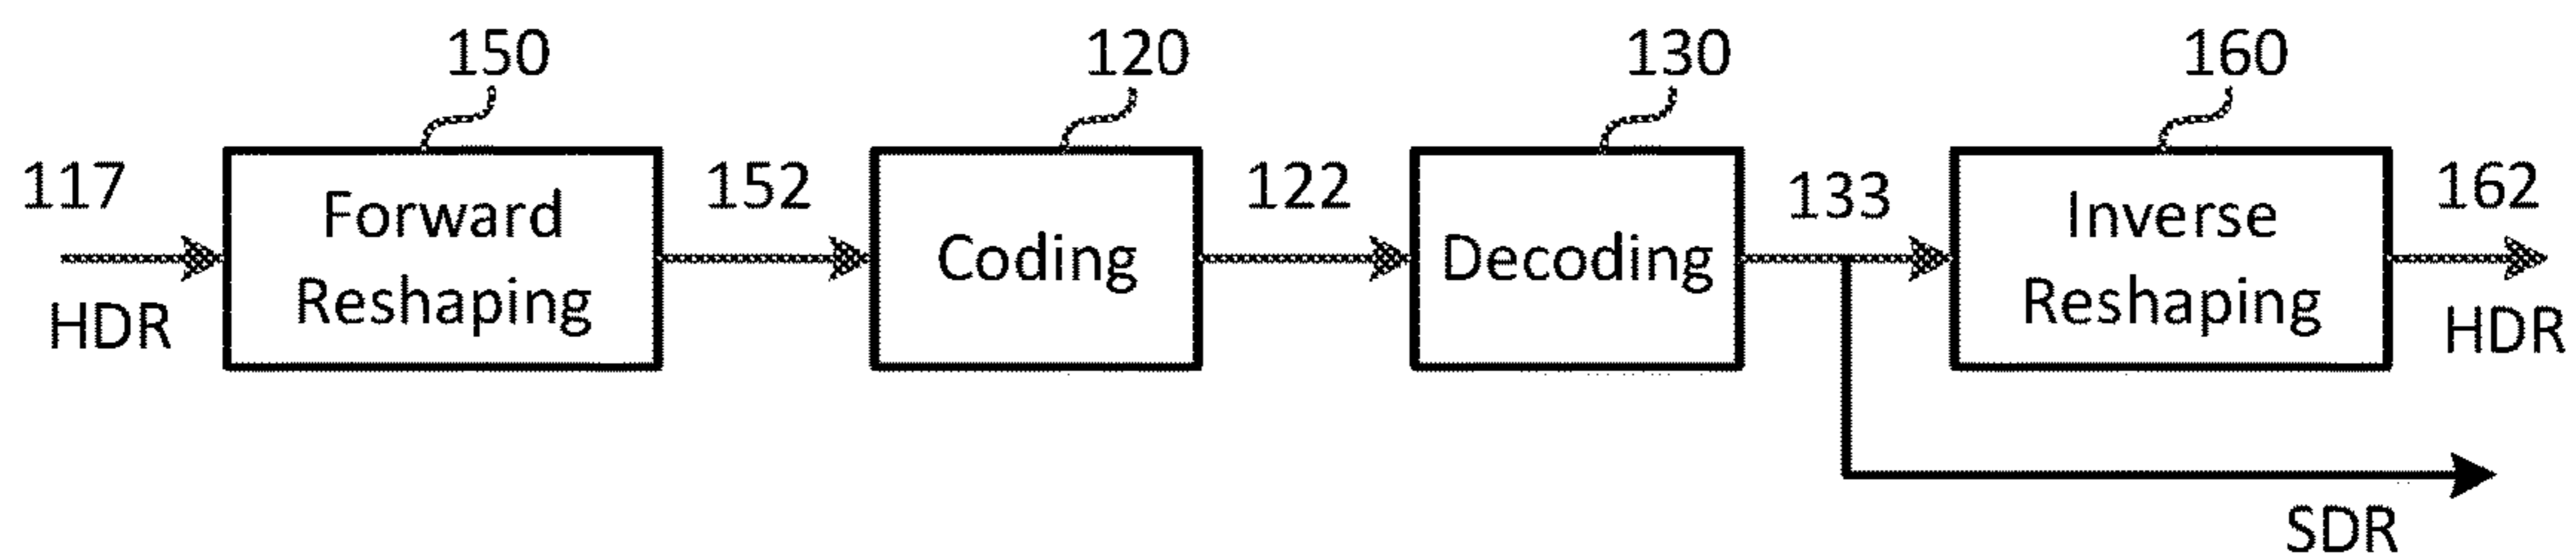 150
120
130
160
117
152
122
133
162
Forward
Reshaping
Coding
Decoding
Inverse
Reshaping
HDR
HDR
SDR